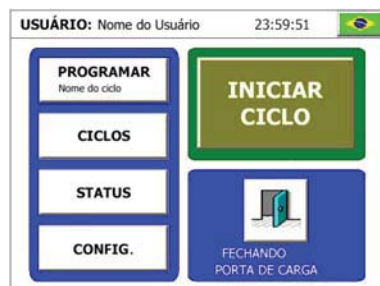 USUÁRIO: Nome do Usuário 23:59:51
PROGRAMAR
Nome do ciclo
CICLOS
STATUS
CONFIG.
INICIAR
CICLO
FECHANDO
PORTA DE CARGA